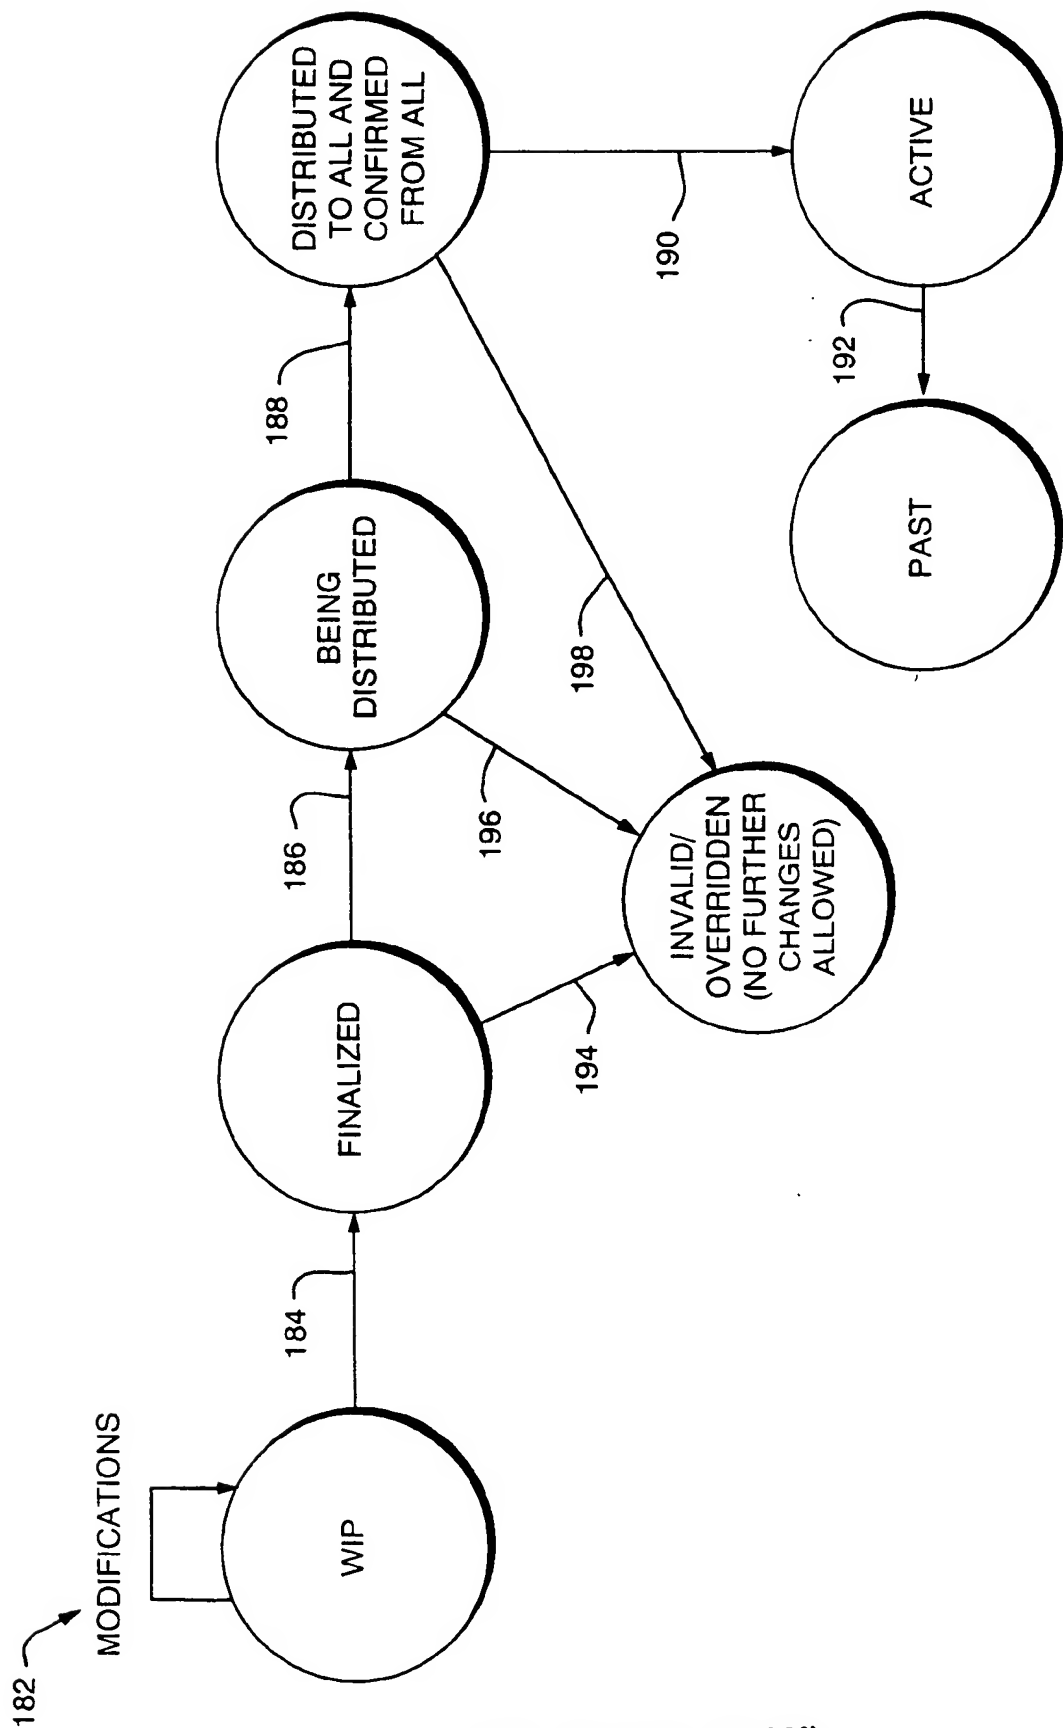 182
MODIFICATIONS
WIP
184
FINALIZED
186
BEING
DISTRIBUTED
188
DISTRIBUTED
TO ALL AND
CONFIRMED
FROM ALL
194
196
198
190
INVALID/
OVERRIDDEN
(NO FURTHER
CHANGES
ALLOWED)
PAST
192
ACTIVE